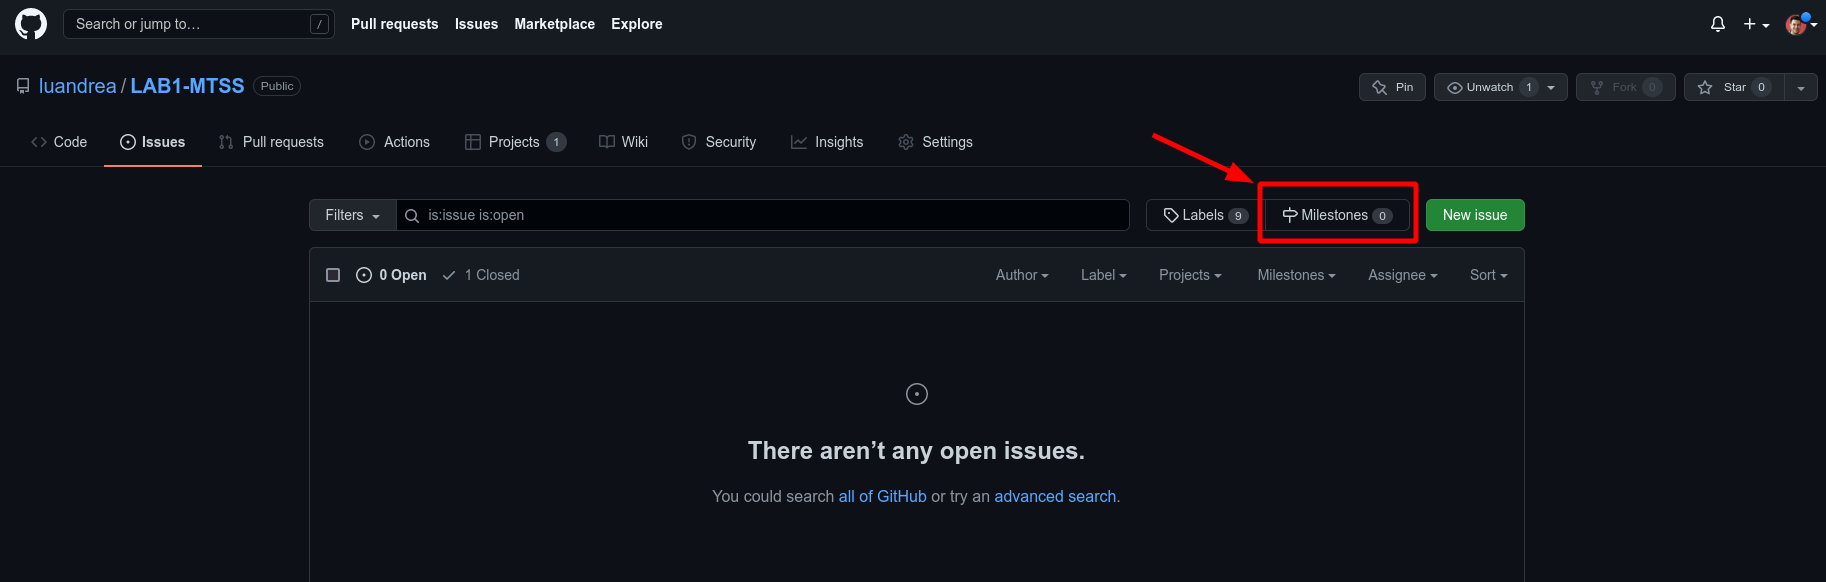 Search or jump to… / Pull requests Issues Marketplace Explore
luandrea / LAB1-MTSS Public Pin Unwatch 1 Fork 0 Star 0
Code Issues Pull requests Actions Projects 1 Wiki Security Insights Settings
Filters is:issue is:open Labels 9 Milestones 0 New issue
0 Open 1 Closed Author Label Projects Milestones Assignee Sort
There aren’t any open issues.
You could search all of GitHub or try an advanced search.